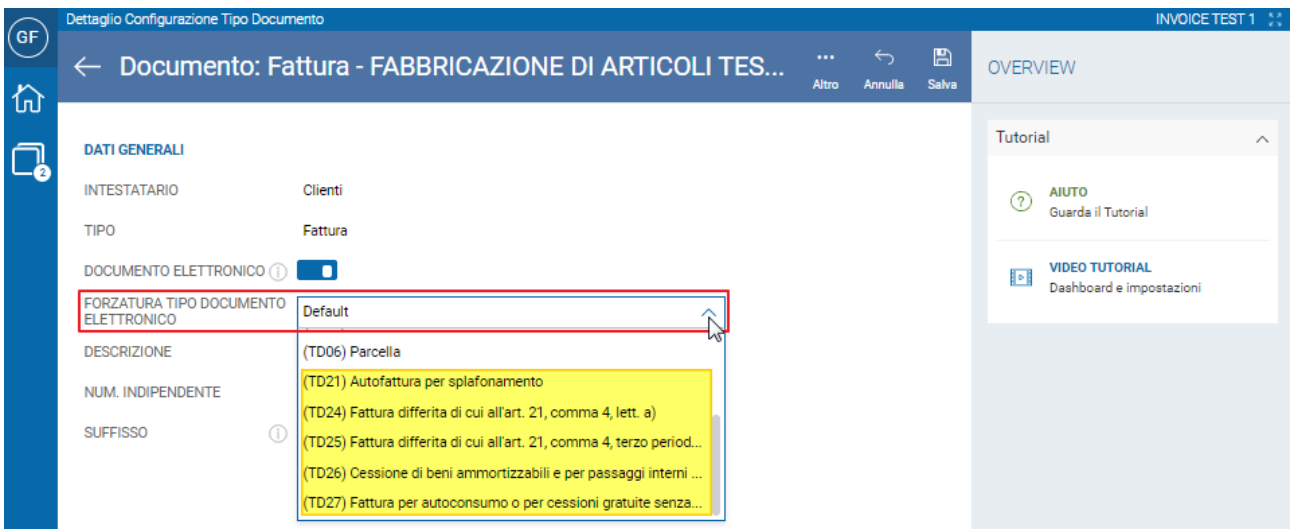 Dettaglio Configurazione Tipo Documento
INVOICE TEST 1
GF
← Documento: Fattura - FABBRICAZIONE DI ARTICOLI TES...
Altro
Annulla
Salva
OVERVIEW
2
DATI GENERALI
INTESTATARIO Clienti
TIPO Fattura
DOCUMENTO ELETTRONICO
FORZATURA TIPO DOCUMENTO
ELETTRONICO
Default
DESCRIZIONE
(TD06) Parcella
(TD21) Autofattura per splafonamento
NUM. INDIPENDENTE
(TD24) Fattura differita di cui all'art. 21, comma 4, lett. a)
SUFFISSO
(TD25) Fattura differita di cui all'art. 21, comma 4, terzo period...
(TD26) Cessione di beni ammortizzabili e per passaggi interni ...
(TD27) Fattura per autoconsumo o per cessioni gratuite senza...
Tutorial
AIUTO
Guarda il Tutorial
VIDEO TUTORIAL
Dashboard e impostazioni